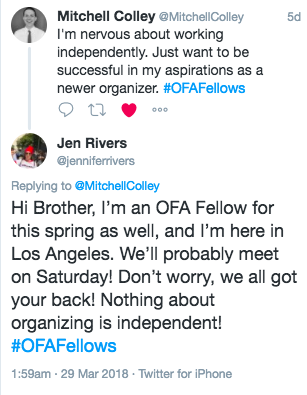 Mitchell Colley @MitchellColley 5d
I'm nervous about working
independently. Just want to be
successful in my aspirations as a
newer organizer. #OFAFellows
Jen Rivers
@jenniferrivers
Replying to @MitchellColley
Hi Brother, I'm an OFA Fellow for
this spring as well, and I'm here in
Los Angeles. We'll probably meet
on Saturday! Don't worry, we all got
your back! Nothing about
organizing is independent!
#OFAFellows
1:59am · 29 Mar 2018 · Twitter for iPhone